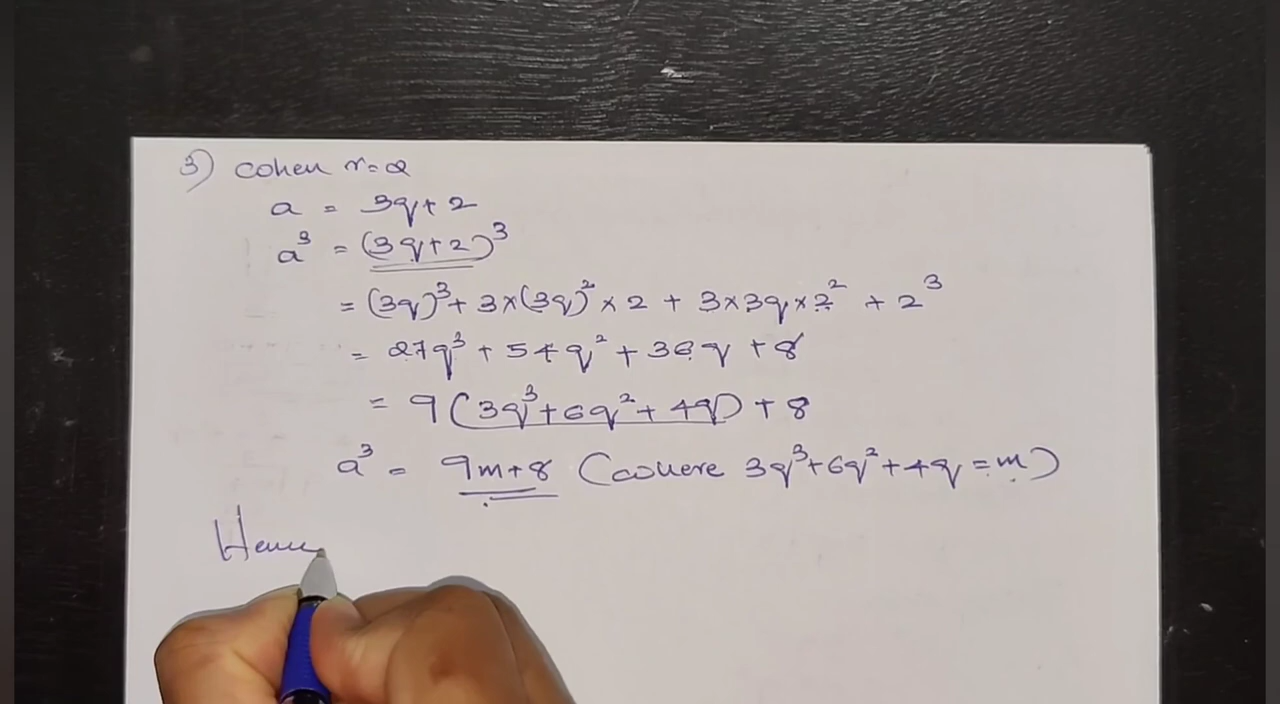 3) when r=2
a = 3q+2
a³ = (3q+2)³
= (3q)³+ 3×(3q)²×2 + 3×3q×2² + 2³
= 27q³ + 54q² + 36q + 8
= 9(3q³+6q²+4q) + 8
a³ = 9m+8 (where 3q³+6q²+4q = m)
Henc